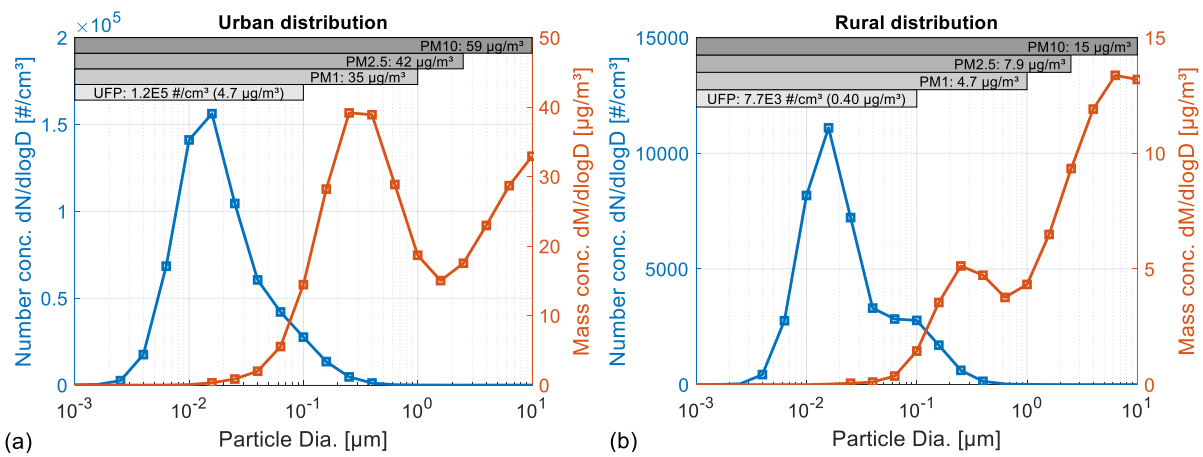 Urban distribution
× 10⁵
2
1.5
1
0.5
0
Number conc. dN/dlogD [#/cm³]
PM10: 59 µg/m³
PM2.5: 42 µg/m³
PM1: 35 µg/m³
UFP: 1.2E5 #/cm³ (4.7 µg/m³)
50
40
30
20
10
0
Mass conc. dM/dlogD [µg/m³]
10⁻³ 10⁻² 10⁻¹ 10⁰ 10¹
Particle Dia. [µm]
(a)
Rural distribution
15000
10000
5000
0
Number conc. dN/dlogD [#/cm³]
PM10: 15 µg/m³
PM2.5: 7.9 µg/m³
PM1: 4.7 µg/m³
UFP: 7.7E3 #/cm³ (0.40 µg/m³)
15
10
5
0
Mass conc. dM/dlogD [µg/m³]
10⁻³ 10⁻² 10⁻¹ 10⁰ 10¹
Particle Dia. [µm]
(b)